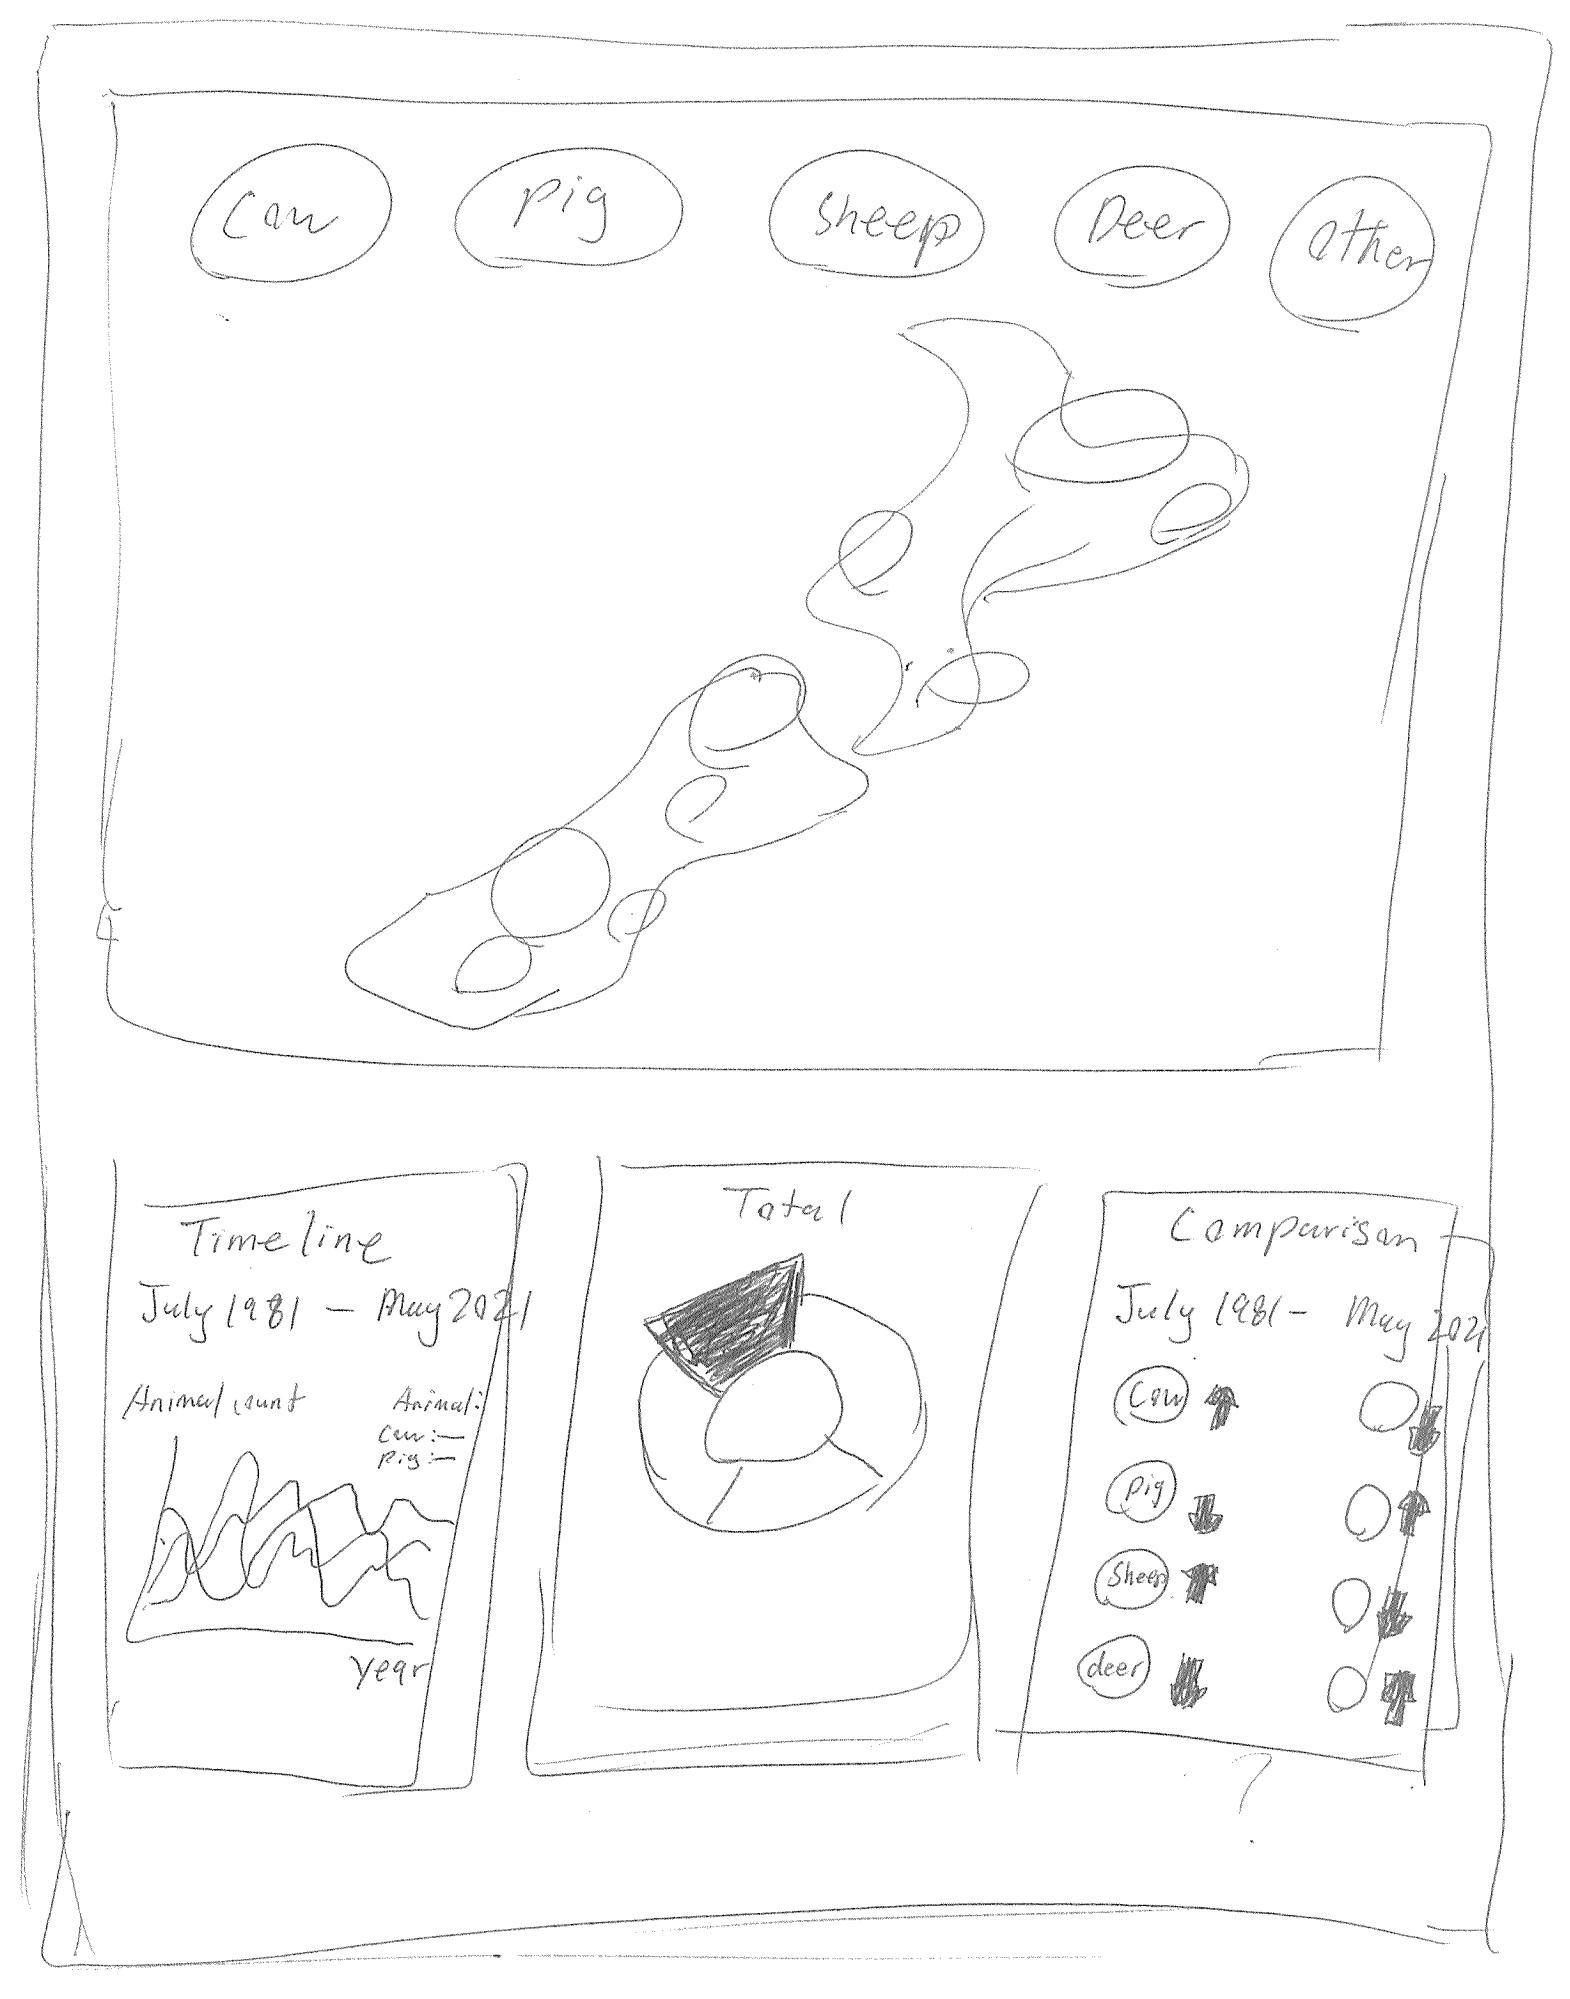 Cow
Pig
Sheep
Deer
Other
Timeline
July 1981 - May 2021
Animal count
Animal:
Cow:-
Pig:-
Year
Total
Comparison
July 1981 - May 2021
Cow
Pig
Sheep
deer
?